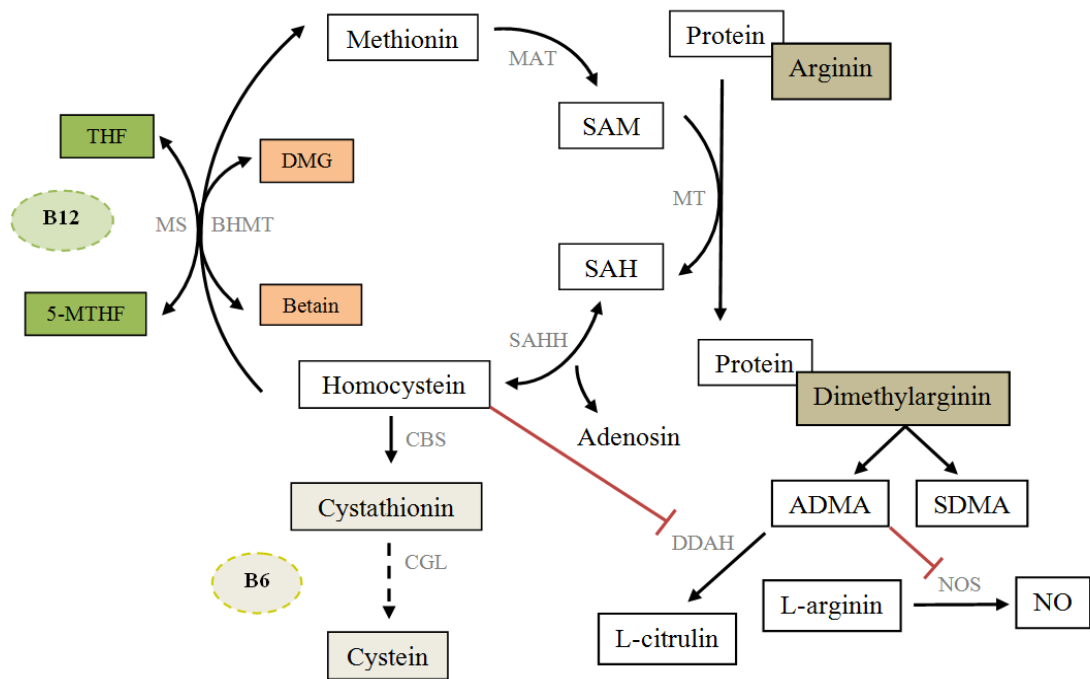 Methionin
MAT
Protein
Arginin
THF
DMG
SAM
B12
MS
BHMT
MT
5-MTHF
Betain
SAH
SAHH
Protein
Homocystein
Dimethylarginin
CBS
Adenosin
Cystathionin
ADMA
SDMA
DDAH
CGL
B6
NOS
L-arginin
NO
L-citrulin
Cystein